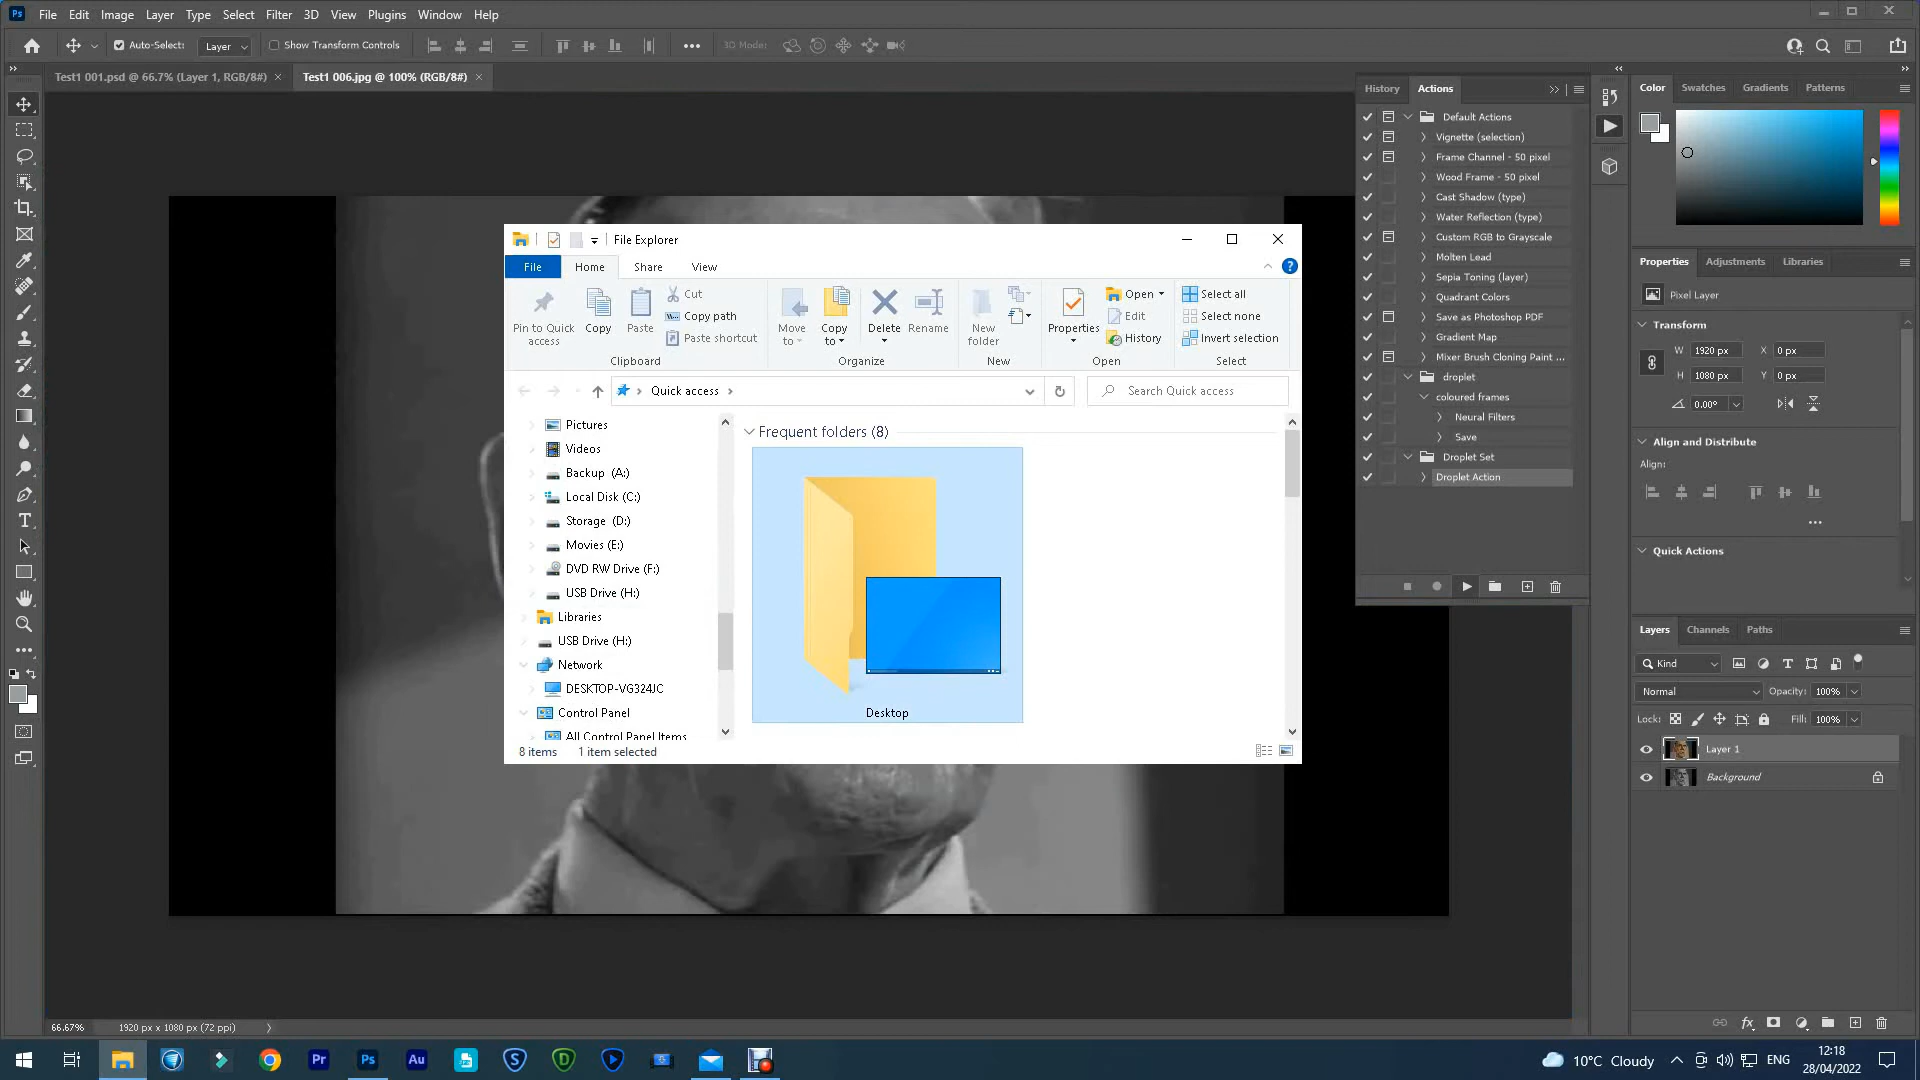 Ps File Edit Image Layer Type Select Filter 3D View Plugins Window Help
Auto-Select: Layer Show Transform Controls 3D Mode:
Test1 001.psd @ 66.7% (Layer 1, RGB/8#) Test1 006.jpg @ 100% (RGB/8#)
History Actions
Default Actions
Vignette (selection)
Frame Channel - 50 pixel
Wood Frame - 50 pixel
Cast Shadow (type)
Water Reflection (type)
Custom RGB to Grayscale
Molten Lead
Sepia Toning (layer)
Quadrant Colors
Save as Photoshop PDF
Gradient Map
Mixer Brush Cloning Paint ...
droplet
coloured frames
Neural Filters
Save
Droplet Set
Droplet Action
Color Swatches Gradients Patterns
Properties Adjustments Libraries
Pixel Layer
Transform
W 1920 px X 0 px
H 1080 px Y 0 px
0.00°
Align and Distribute
Align:
Quick Actions
Layers Channels Paths
Kind
Normal Opacity: 100%
Lock: Fill: 100%
Layer 1
Background
File Explorer
File Home Share View
Pin to Quick access
Copy
Paste
Cut
Copy path
Paste shortcut
Clipboard
Move to
Copy to
Delete
Rename
Organize
New folder
New
Properties
Open
Edit
History
Open
Select all
Select none
Invert selection
Select
Quick access
Search Quick access
Pictures
Videos
Backup (A:)
Local Disk (C:)
Storage (D:)
Movies (E:)
DVD RW Drive (F:)
USB Drive (H:)
Libraries
USB Drive (H:)
Network
DESKTOP-VG324JC
Control Panel
All Control Panel Items
Frequent folders (8)
Desktop
8 items 1 item selected
66.67% 1920 px x 1080 px (72 ppi)
Pr Ps Au
10°C Cloudy ENG
12:18
28/04/2022